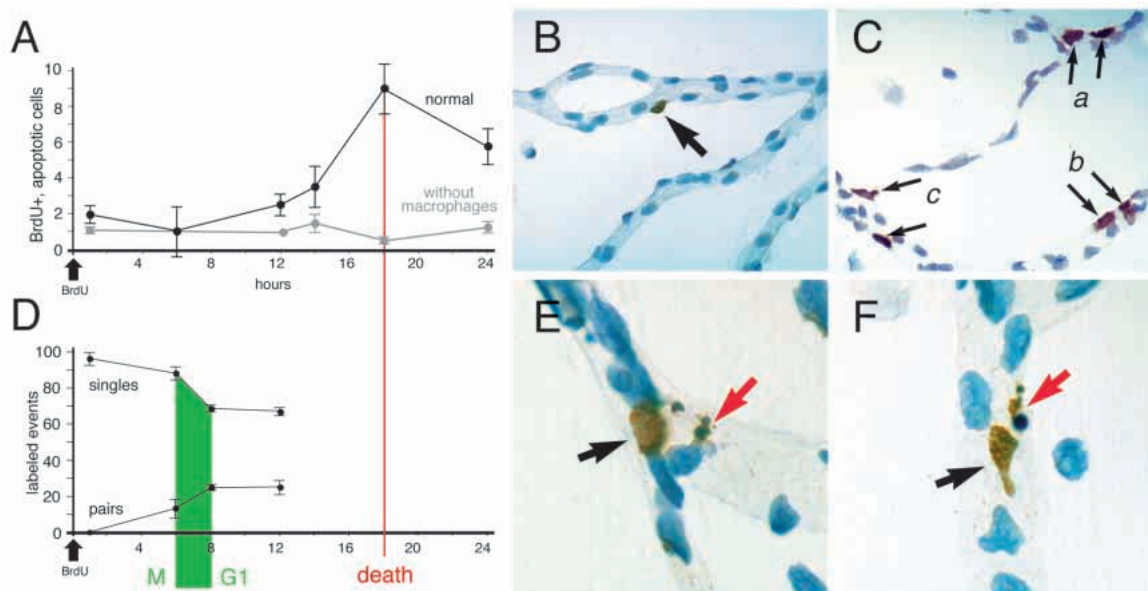 A
BrdU+, apoptotic cells
10
8
6
4
2
0
normal
without
macrophages
4 8 12 16 20 24
BrdU
hours
B
C
a
b
c
D
labeled events
100
80
60
40
20
0
singles
pairs
4 8 12 16 20 24
BrdU
M G1
death
E
F